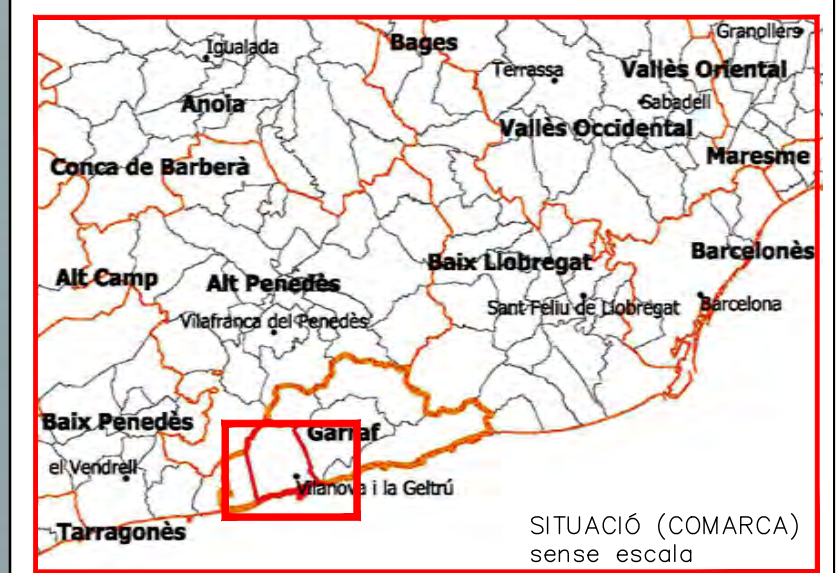 Granollers
Igualada
Bages
Terrassa
Vallès Oriental
Anoia
Sabadell
Vallès Occidental
Maresme
Conca de Barberà
Barcelonès
Baix Llobregat
Alt Camp
Alt Penedès
Sant Feliu de Llobregat
Barcelona
Vilafranca del Penedès
Baix Penedès
Garraf
el Vendrell
Vilanova i la Geltrú
Tarragonès
SITUACIÓ (COMARCA)
sense escala